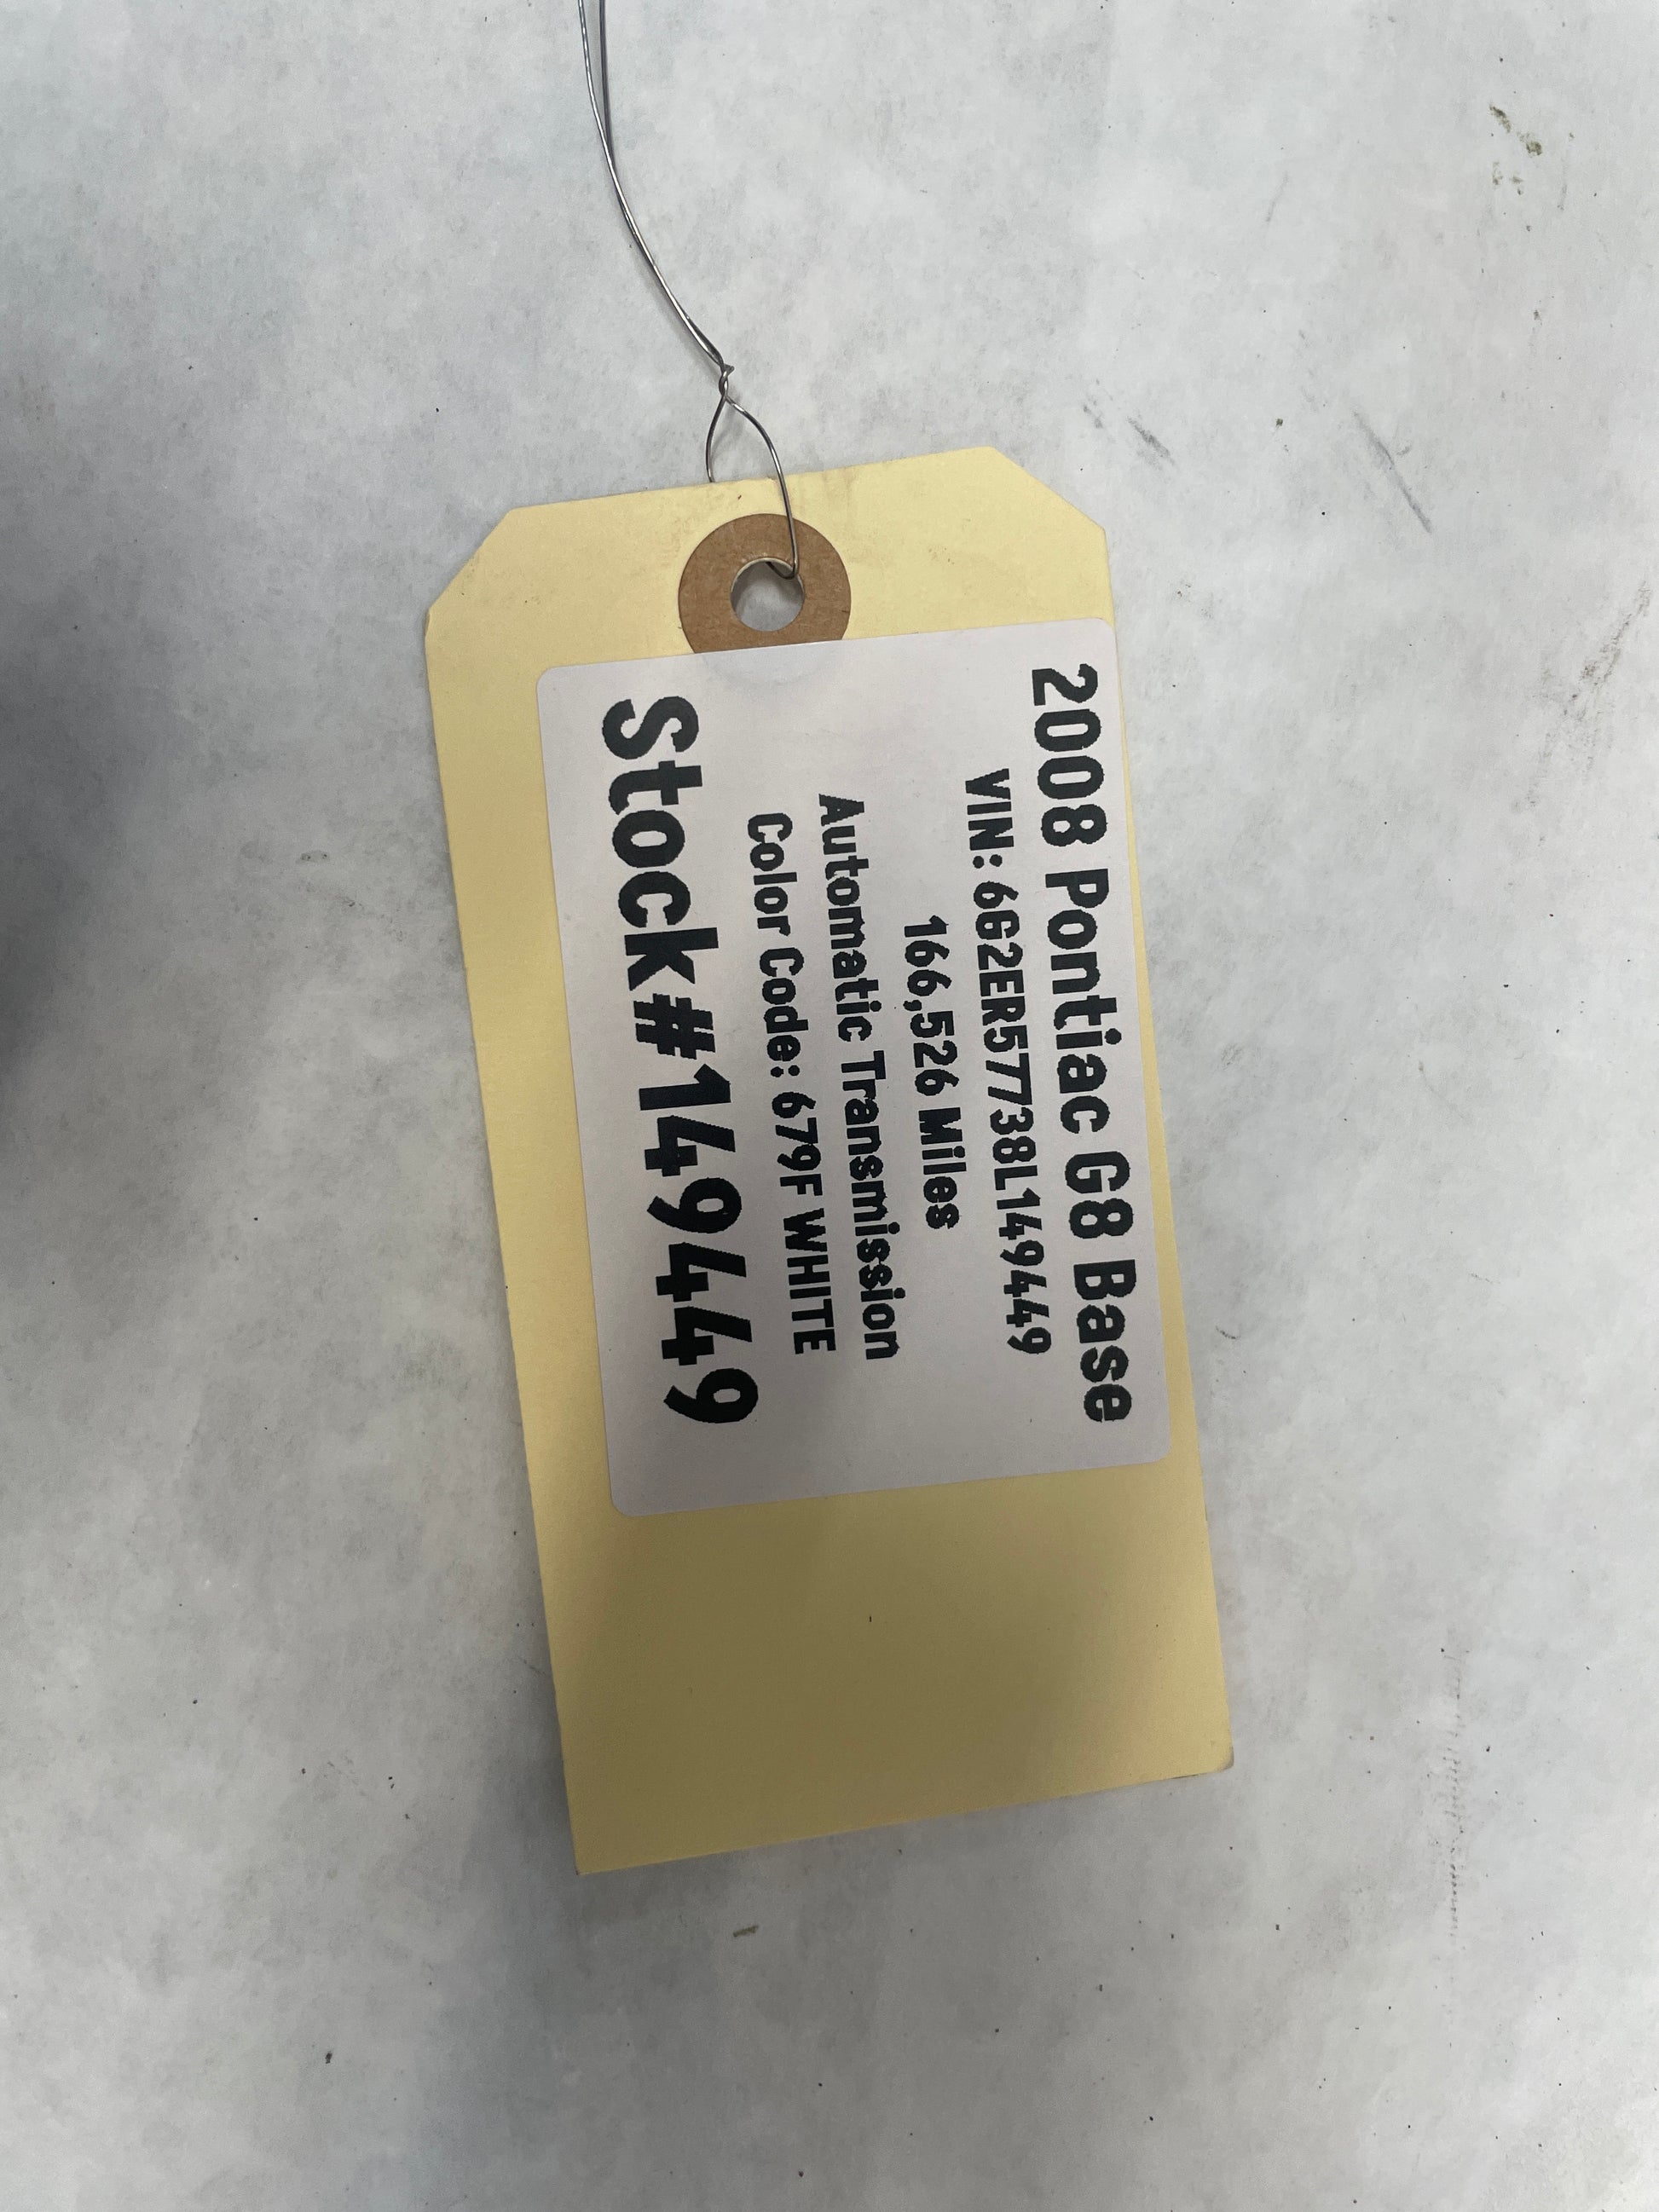 2008 Pontiac G8 Base
VIN: 6G2ER57738L149449
166,526 Miles
Automatic Transmission
Color Code: 679F WHITE
Stock#149449